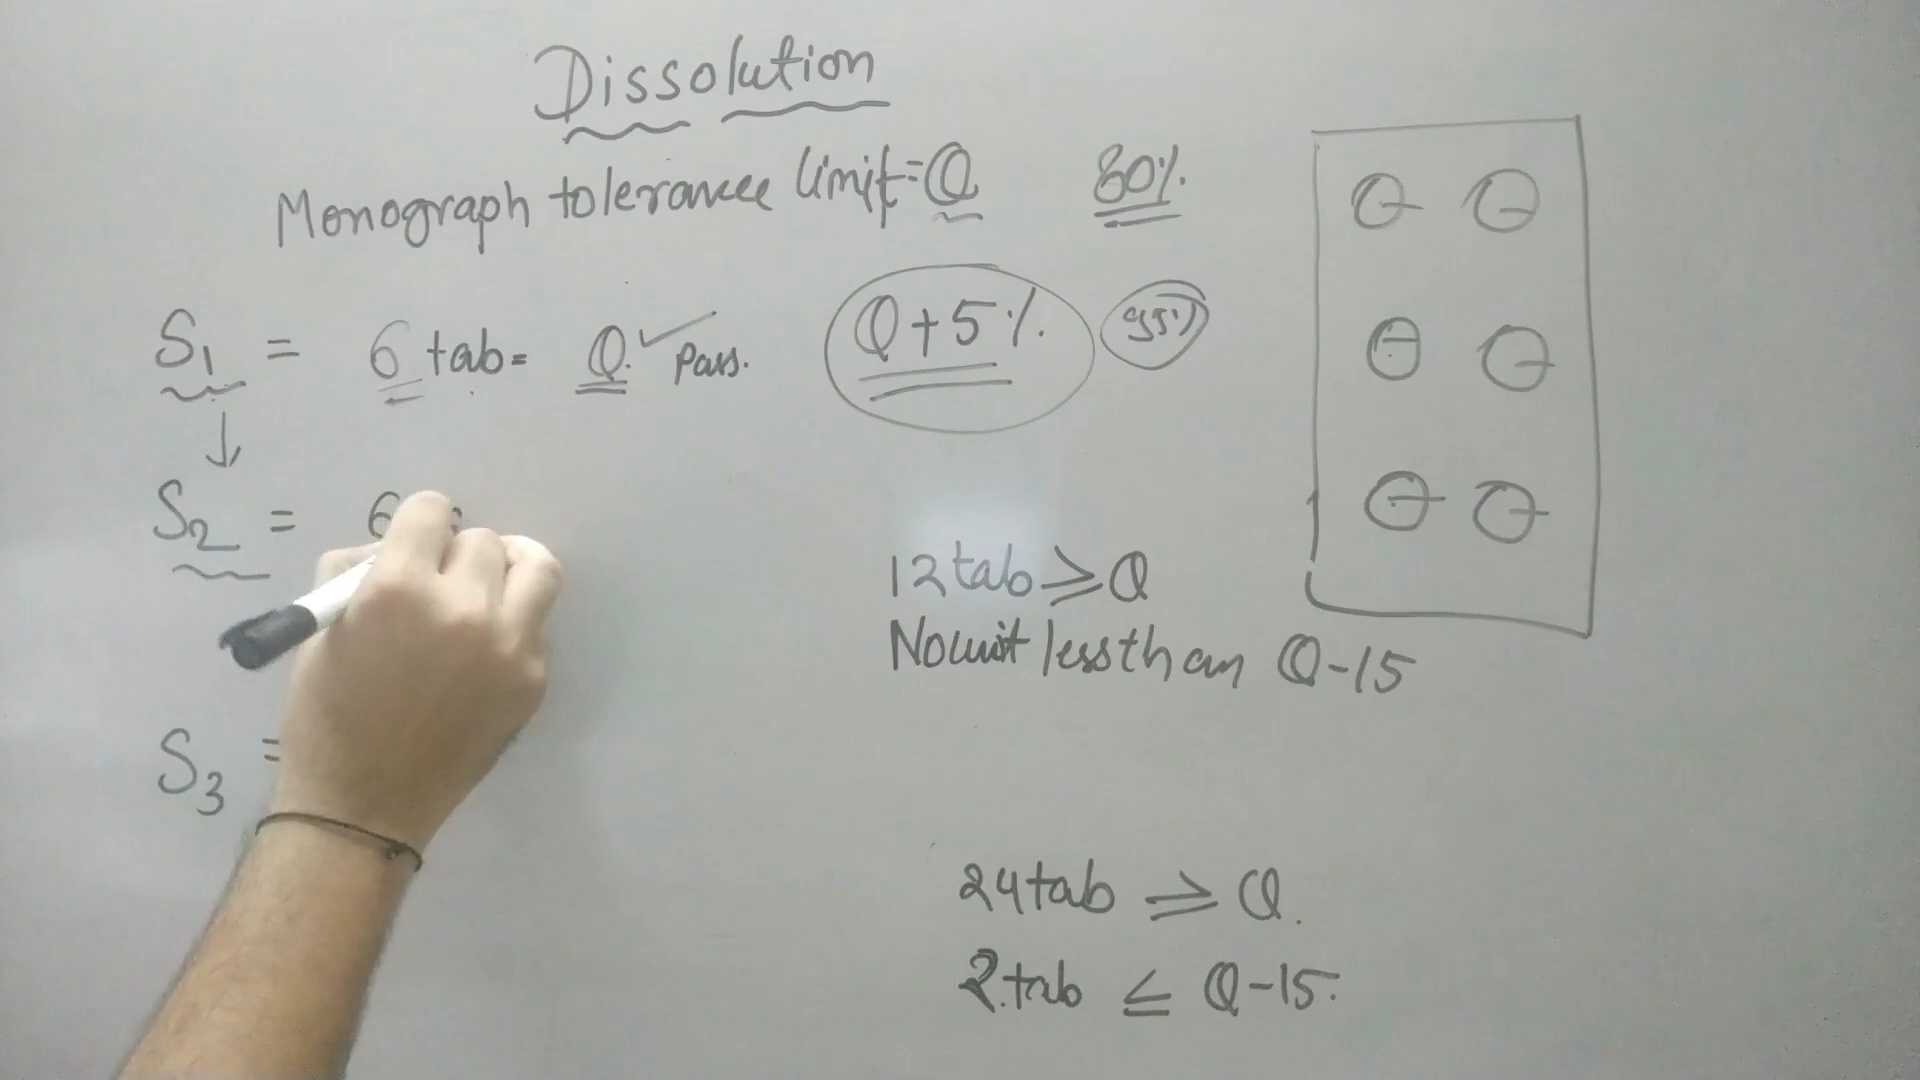 Dissolution
Monograph tolerance limit = Q 80%
S1 = 6 tab = Q. ✓ Pass. Q+5%
S2 = 6
12 tab ≥ Q
No unit less than Q-15
S3 =
24 tab ≥ Q.
2. tab ≤ Q-15.